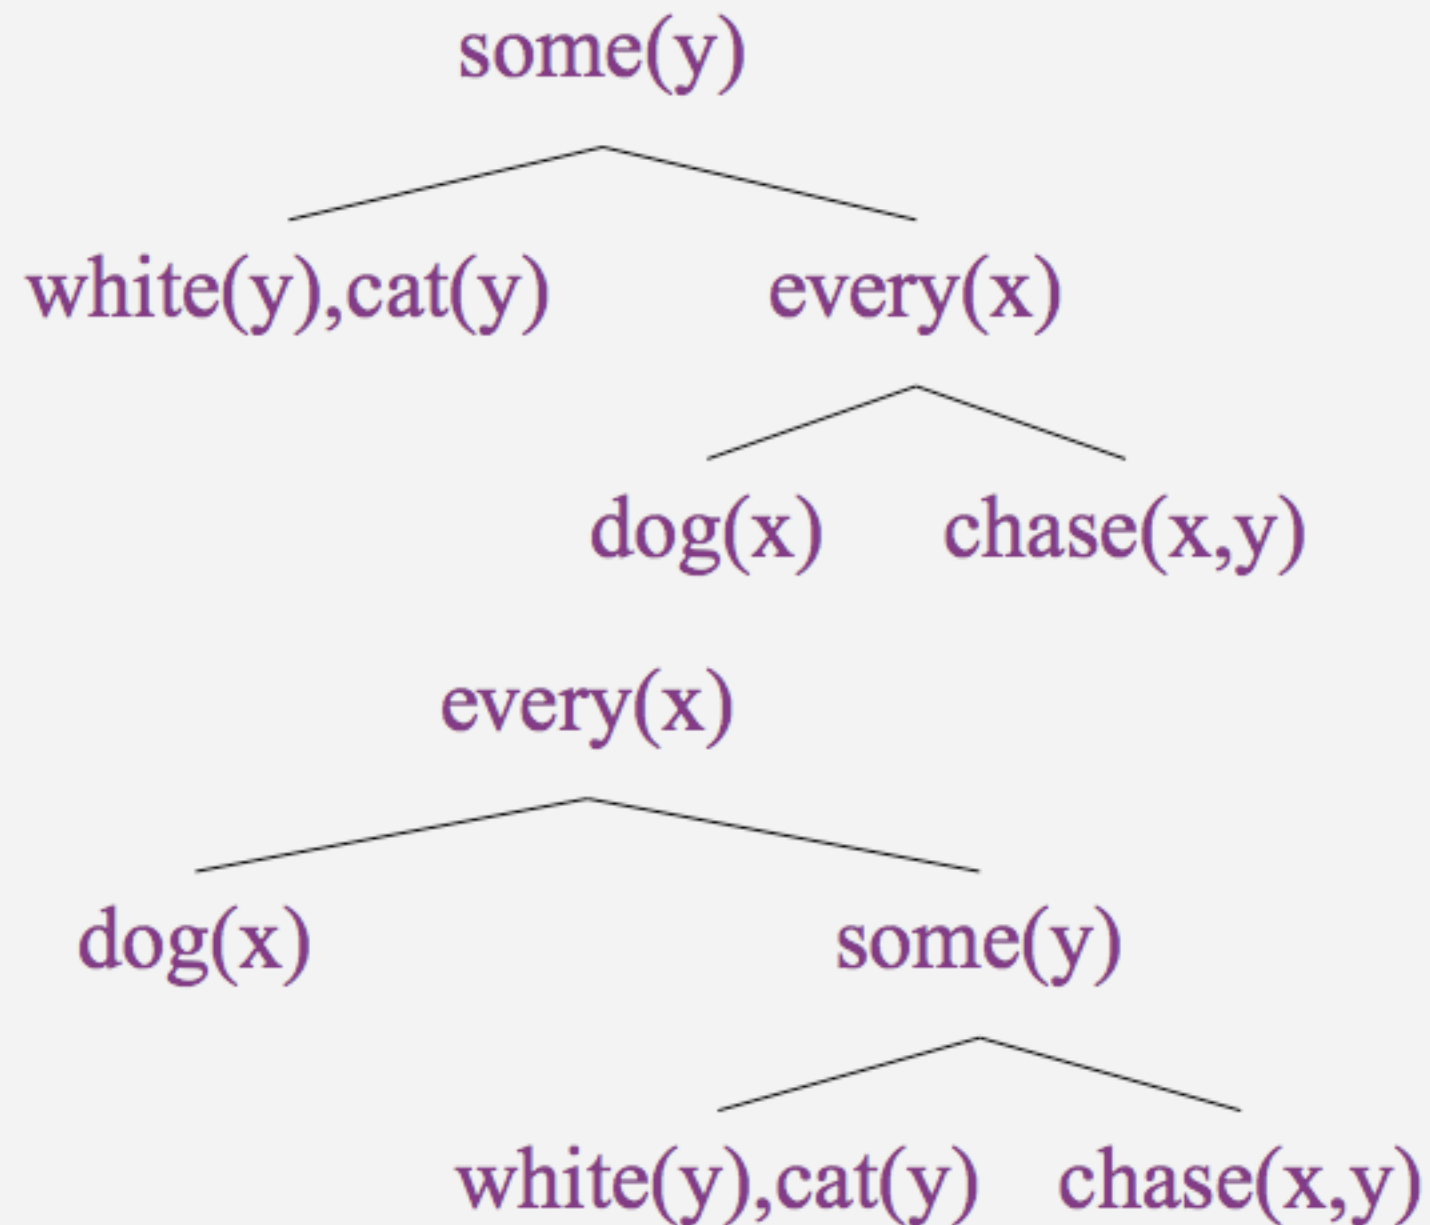 some(y)
white(y),cat(y) every(x)
dog(x) chase(x,y)
every(x)
dog(x) some(y)
white(y),cat(y) chase(x,y)